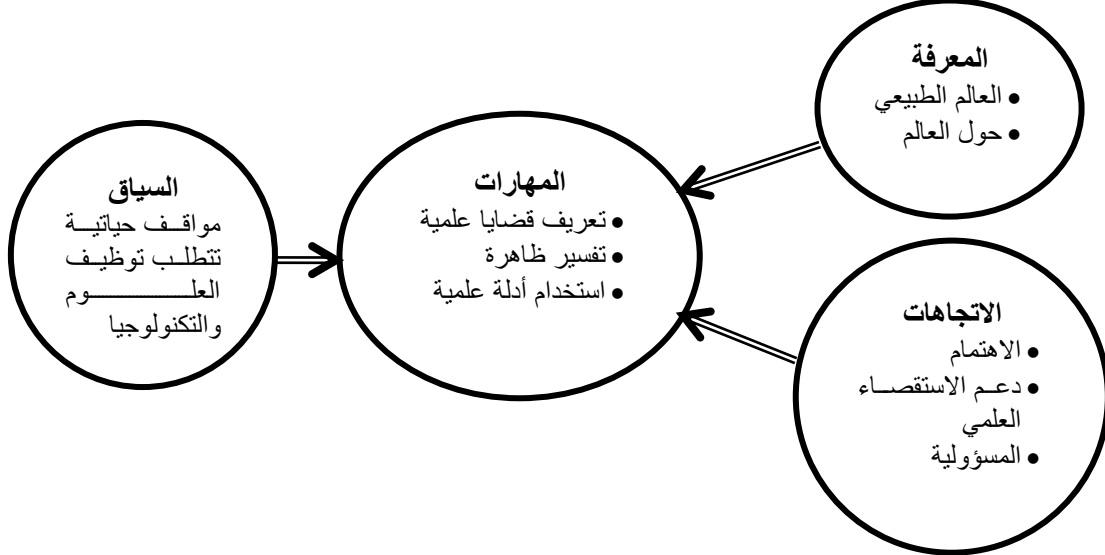 المعرفة
• العالم الطبيعي
• حول العالم
المهارات
• تعريف قضايا علمية
• تفسير ظاهرة
• استخدام أدلة علمية
السياق
مواقف حياتية
تتطلب توظيف
العلوم
والتكنولوجيا
الاتجاهات
• الاهتمام
• دعم الاستقصاء
العلمي
• المسؤولية